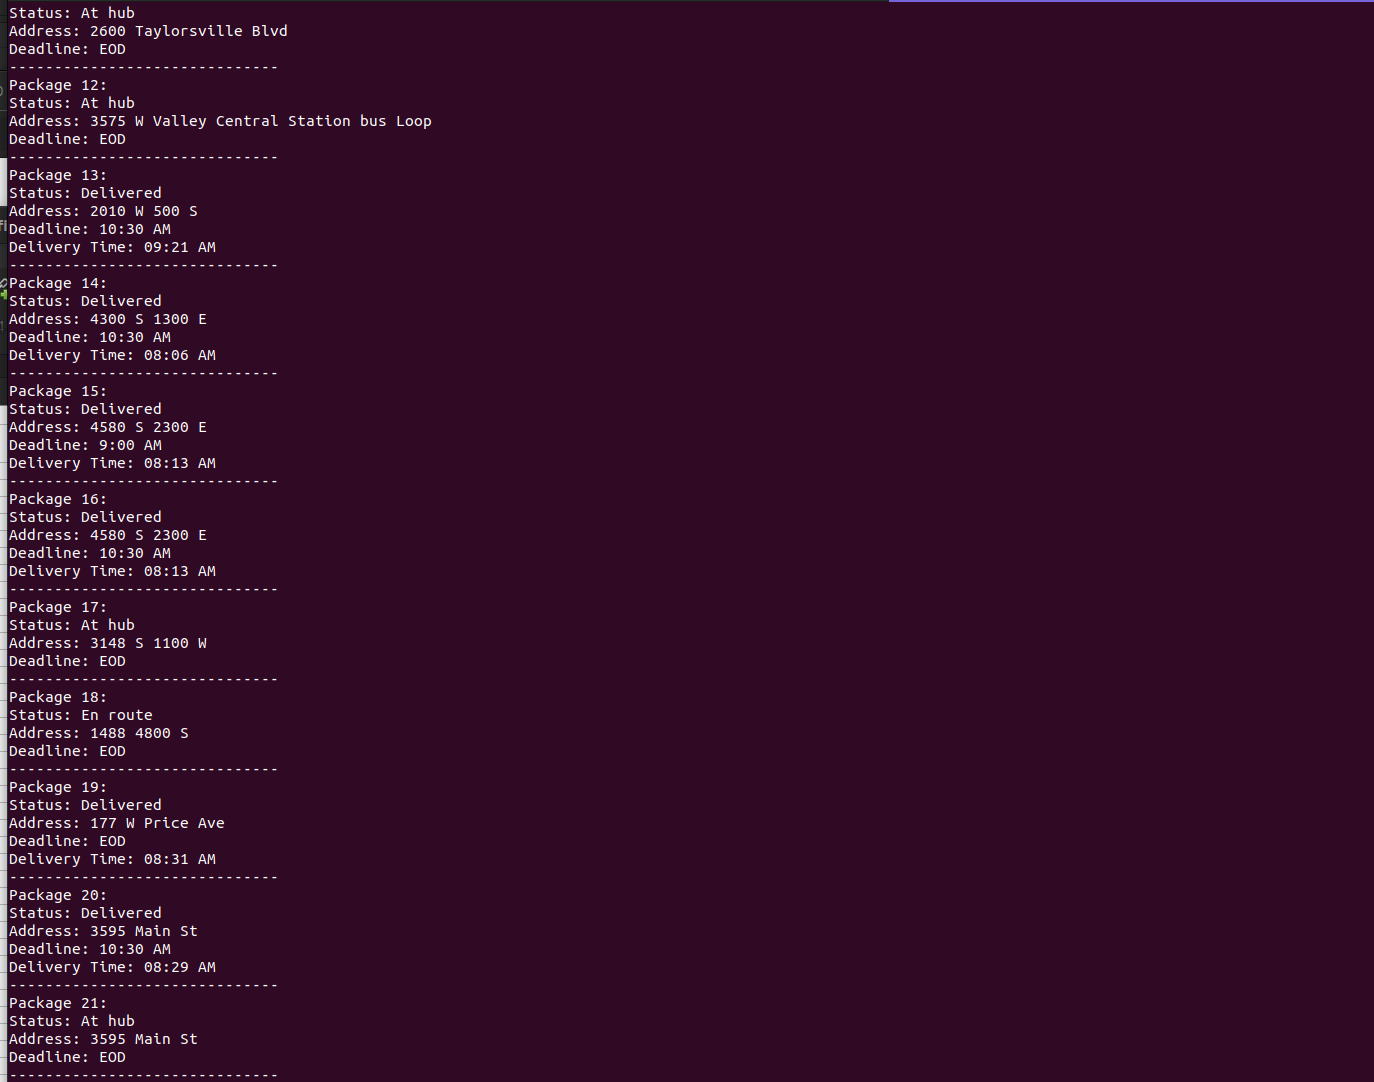 Status: At hub
Address: 2600 Taylorsville Blvd
Deadline: EOD
------------------------------
Package 12:
Status: At hub
Address: 3575 W Valley Central Station bus Loop
Deadline: EOD
------------------------------
Package 13:
Status: Delivered
Address: 2010 W 500 S
Deadline: 10:30 AM
Delivery Time: 09:21 AM
------------------------------
Package 14:
Status: Delivered
Address: 4300 S 1300 E
Deadline: 10:30 AM
Delivery Time: 08:06 AM
------------------------------
Package 15:
Status: Delivered
Address: 4580 S 2300 E
Deadline: 9:00 AM
Delivery Time: 08:13 AM
------------------------------
Package 16:
Status: Delivered
Address: 4580 S 2300 E
Deadline: 10:30 AM
Delivery Time: 08:13 AM
------------------------------
Package 17:
Status: At hub
Address: 3148 S 1100 W
Deadline: EOD
------------------------------
Package 18:
Status: En route
Address: 1488 4800 S
Deadline: EOD
------------------------------
Package 19:
Status: Delivered
Address: 177 W Price Ave
Deadline: EOD
Delivery Time: 08:31 AM
------------------------------
Package 20:
Status: Delivered
Address: 3595 Main St
Deadline: 10:30 AM
Delivery Time: 08:29 AM
------------------------------
Package 21:
Status: At hub
Address: 3595 Main St
Deadline: EOD
------------------------------